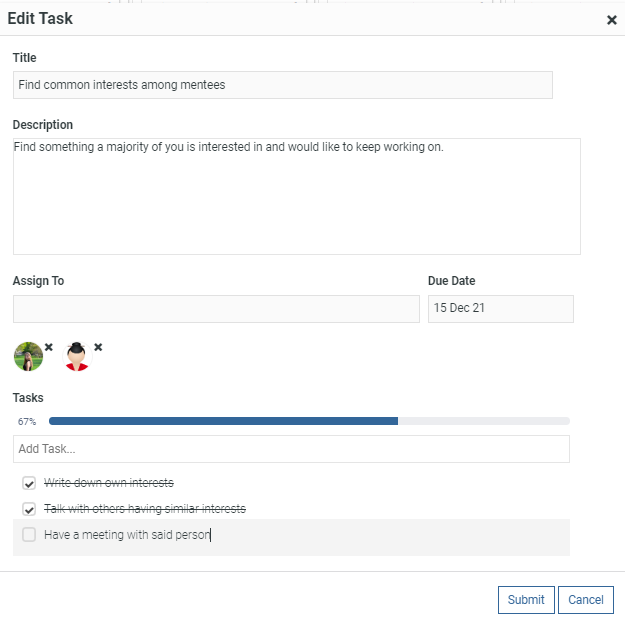 Edit Task
Title
Find common interests among mentees
Description
Find something a majority of you is interested in and would like to keep working on.
Assign To
Due Date
15 Dec 21
Tasks
67%
Add Task...
Write down own interests
Talk with others having similar interests
Have a meeting with said person
Submit
Cancel